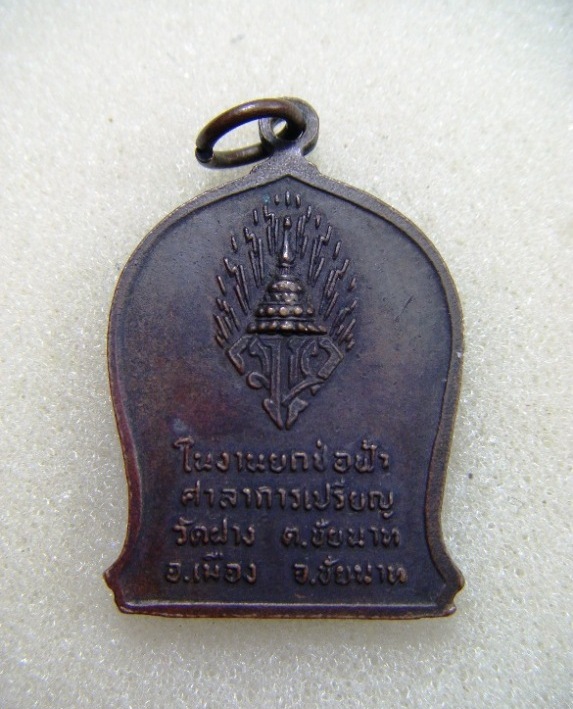 ในงานยกช่อฟ้า
ศาลาการเปรียญ
วัดฝาง ต.ชัยนาท
อ.เมือง จ.ชัยนาท